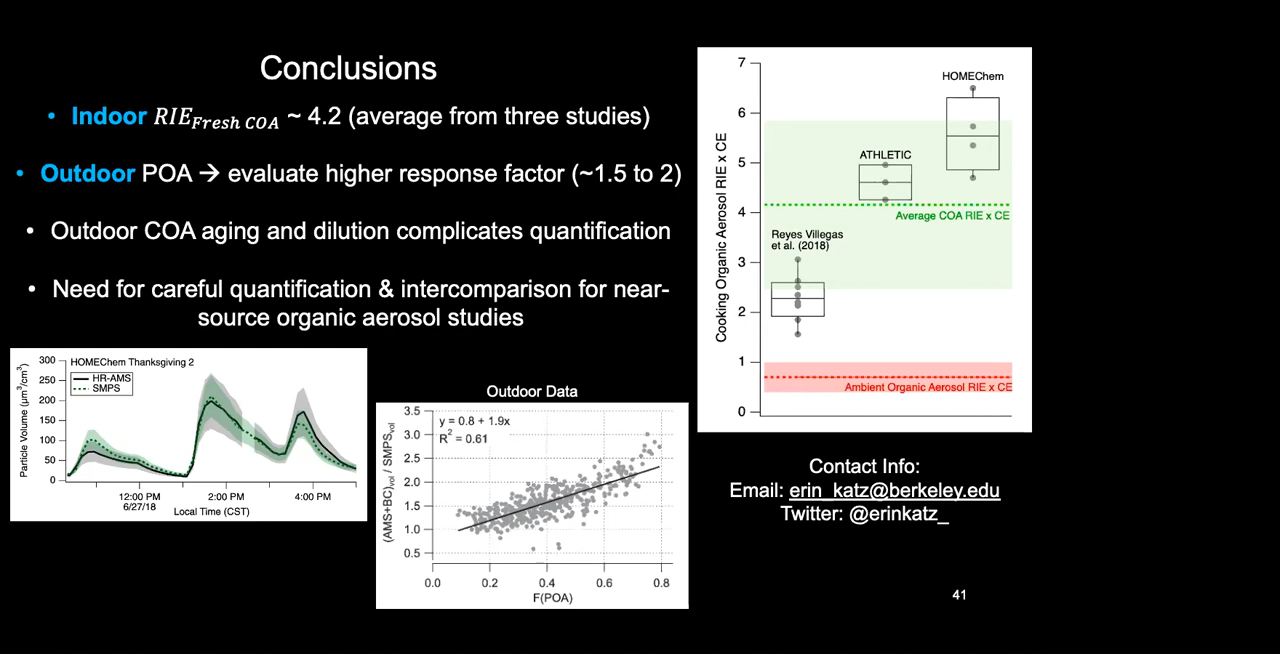 Conclusions
• Indoor RIE_Fresh COA ~ 4.2 (average from three studies)
• Outdoor POA → evaluate higher response factor (~1.5 to 2)
• Outdoor COA aging and dilution complicates quantification
• Need for careful quantification & intercomparison for near-
source organic aerosol studies
HOMEChem Thanksgiving 2
HR-AMS
SMPS
Particle Volume (µm³/cm³)
300
250
200
150
100
50
0
12:00 PM
6/27/18
2:00 PM
4:00 PM
Local Time (CST)
Outdoor Data
y = 0.8 + 1.9x
R² = 0.61
(AMS+BC)vol / SMPSvol
3.5
3.0
2.5
2.0
1.5
1.0
0.5
0.0
0.2
0.4
0.6
0.8
F(POA)
Cooking Organic Aerosol RIE x CE
7
6
5
4
3
2
1
0
HOMEChem
ATHLETIC
Average COA RIE x CE
Reyes Villegas
et al. (2018)
Ambient Organic Aerosol RIE x CE
Contact Info:
Email: erin_katz@berkeley.edu
Twitter: @erinkatz_
41